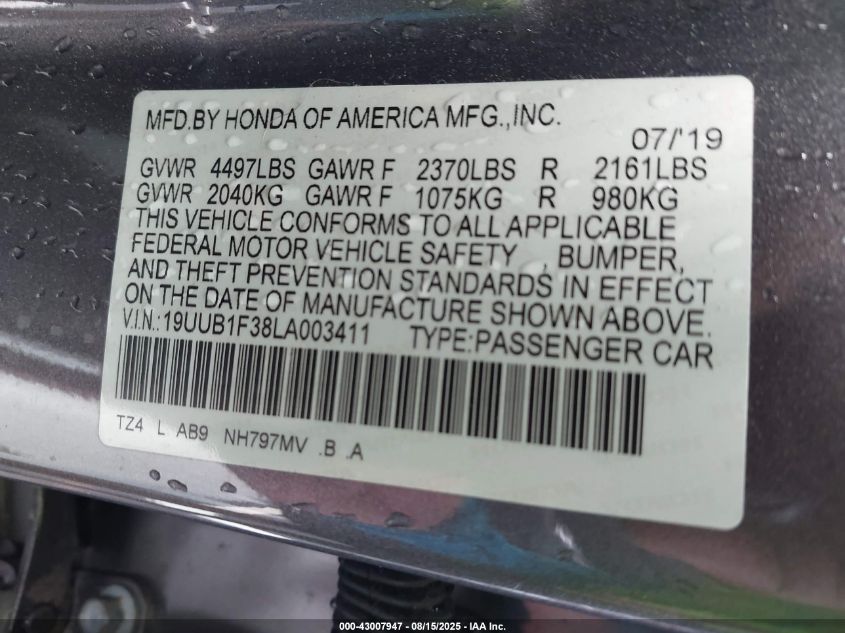 MFD.BY HONDA OF AMERICA MFG.,INC.
07/'19
GVWR 4497LBS GAWR F 2370LBS R 2161LBS
GVWR 2040KG GAWR F 1075KG R 980KG
THIS VEHICLE CONFORMS TO ALL APPLICABLE
FEDERAL MOTOR VEHICLE SAFETY , BUMPER,
AND THEFT PREVENTION STANDARDS IN EFFECT
ON THE DATE OF MANUFACTURE SHOWN ABOVE.
V.I.N.: 19UUB1F38LA003411 TYPE:PASSENGER CAR
TZ4 L AB9 NH797MV .B .A
000-43007947 - 08/15/2025 - IAA Inc.